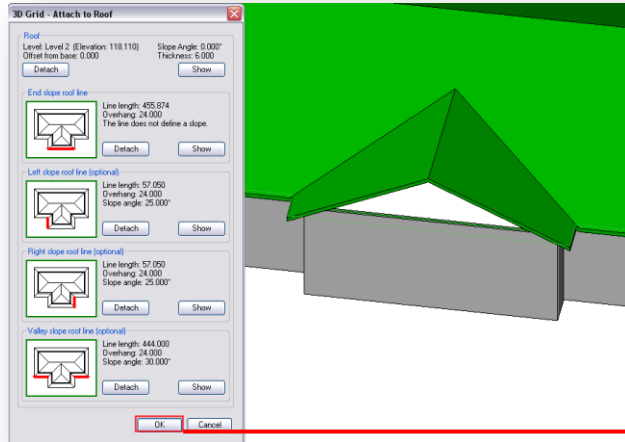 3D Grid - Attach to Roof
Roof
Level: Level 2 (Elevation: 118.110) Slope Angle: 0.000°
Offset from base: 0.000 Thickness: 6.000
Detach Show
End slope roof line
Line length: 455.874
Overhang: 24.000
The line does not define a slope.
Detach Show
Left slope roof line (optional)
Line length: 57.050
Overhang: 24.000
Slope angle: 25.000°
Detach Show
Right slope roof line (optional)
Line length: 57.050
Overhang: 24.000
Slope angle: 25.000°
Detach Show
Valley slope roof line (optional)
Line length: 444.000
Overhang: 24.000
Slope angle: 30.000°
Detach Show
OK Cancel